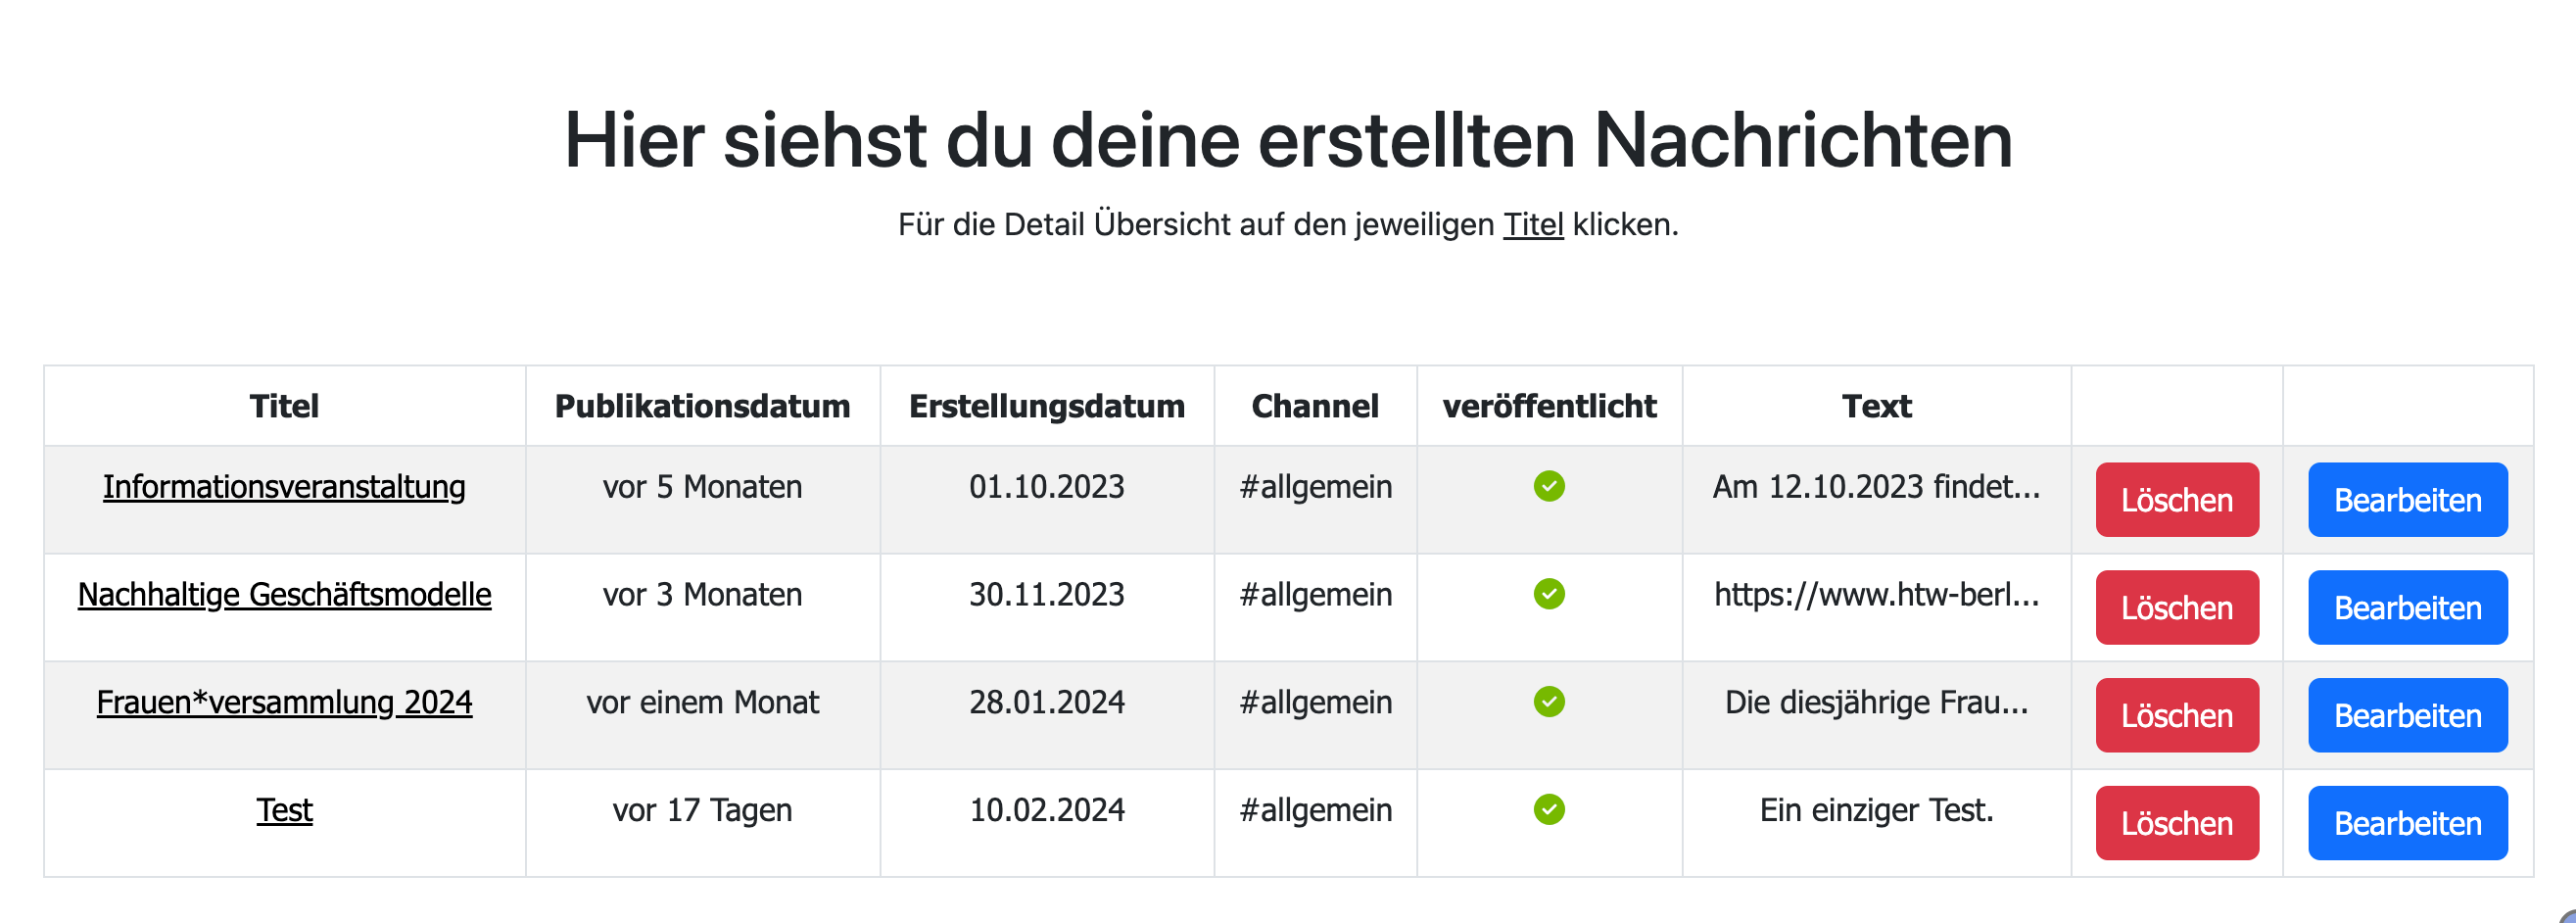 Hier siehst du deine erstellten Nachrichten
Für die Detail Übersicht auf den jeweiligen Titel klicken.
Titel Publikationsdatum Erstellungsdatum Channel veröffentlicht Text
Informationsveranstaltung vor 5 Monaten 01.10.2023 #allgemein Am 12.10.2023 findet... Löschen Bearbeiten
Nachhaltige Geschäftsmodelle vor 3 Monaten 30.11.2023 #allgemein https://www.htw-berl... Löschen Bearbeiten
Frauen*versammlung 2024 vor einem Monat 28.01.2024 #allgemein Die diesjährige Frau... Löschen Bearbeiten
Test vor 17 Tagen 10.02.2024 #allgemein Ein einziger Test. Löschen Bearbeiten